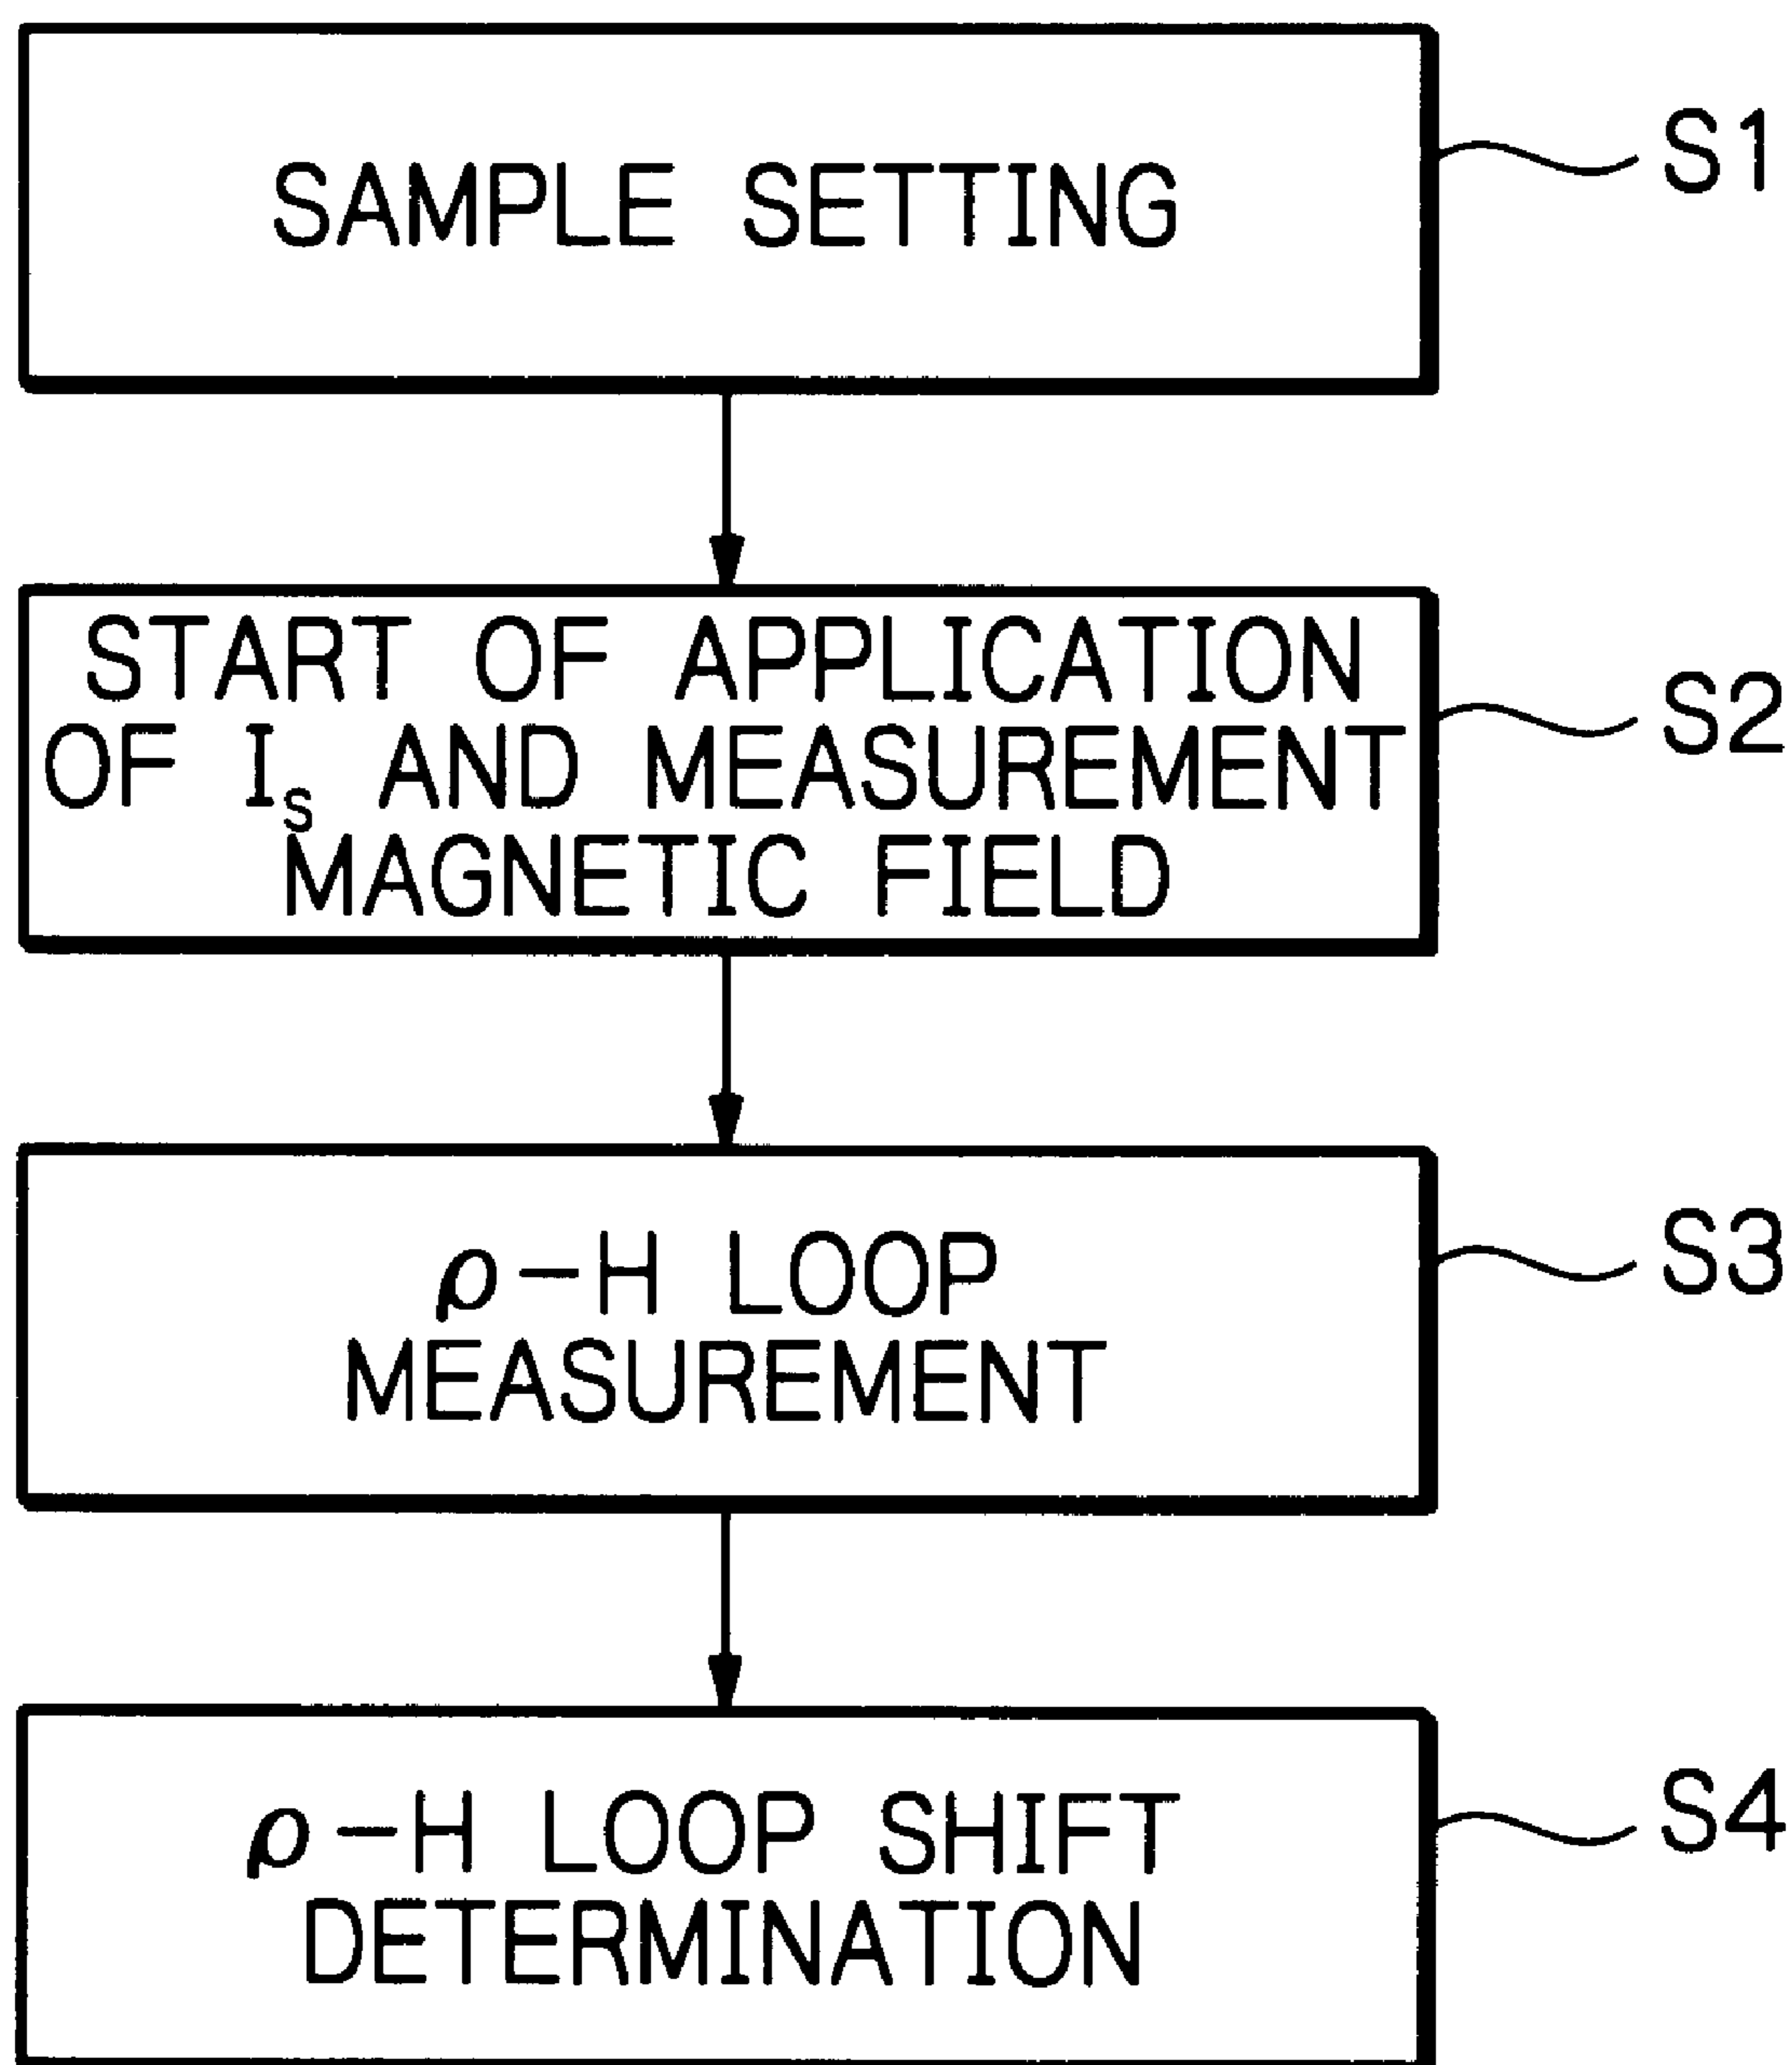 SAMPLE SETTING
S1
START OF APPLICATION
OF Is AND MEASUREMENT
MAGNETIC FIELD
S2
ρ-H LOOP
MEASUREMENT
S3
ρ-H LOOP SHIFT
DETERMINATION
S4